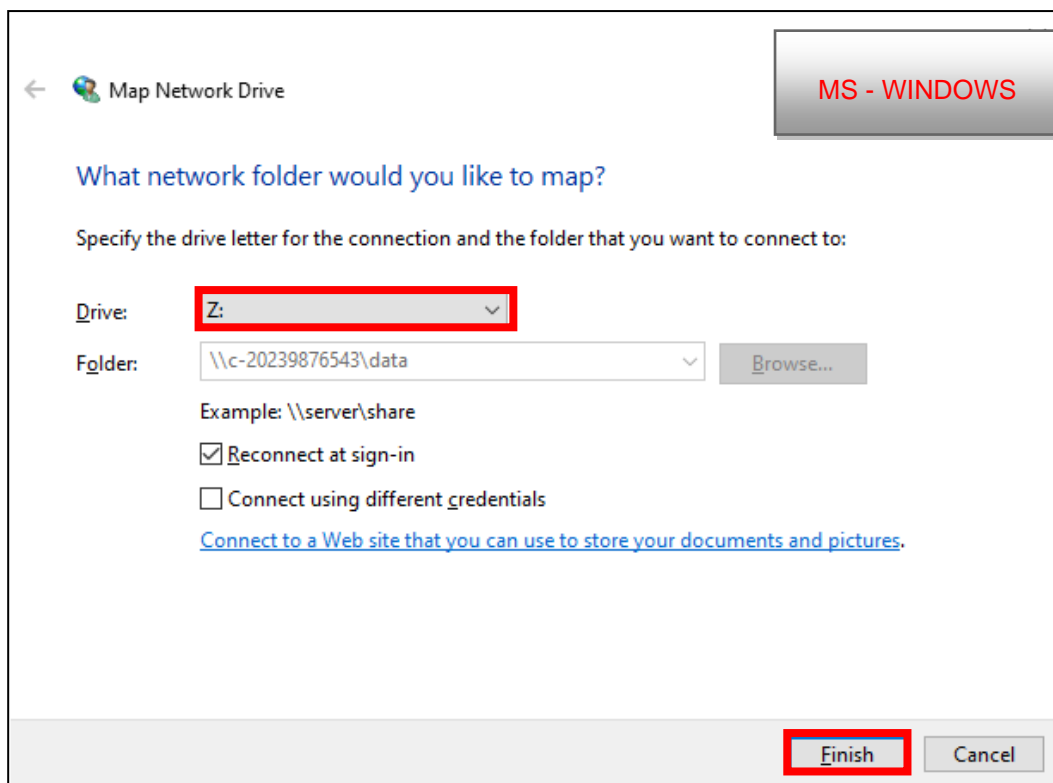 Map Network Drive
MS - WINDOWS
What network folder would you like to map?
Specify the drive letter for the connection and the folder that you want to connect to:
Drive: Z:
Folder: \\c-20239876543\data Browse...
Example: \\server\share
Reconnect at sign-in
Connect using different credentials
Connect to a Web site that you can use to store your documents and pictures.
Finish Cancel